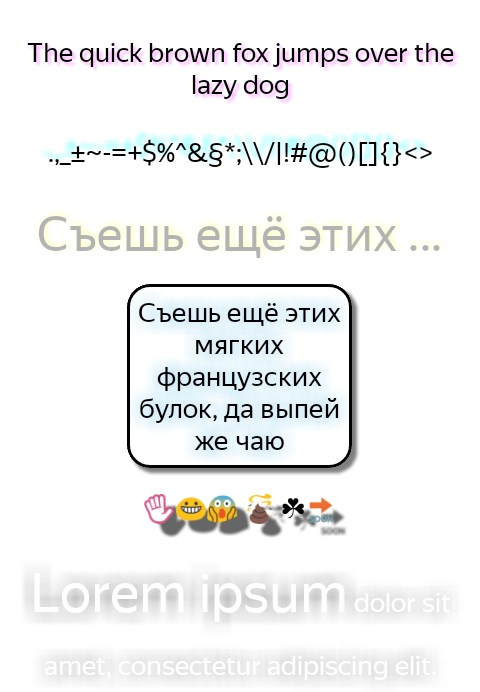 The quick brown fox jumps over the
lazy dog
.,_±~-=+$%^&§*;\\/|!#@()[]{}<>
Съешь ещё этих ...
Съешь ещё этих
мягких
французских
булок, да выпей
же чаю
SOON
Lorem ipsum dolor sit
amet, consectetur adipiscing elit.